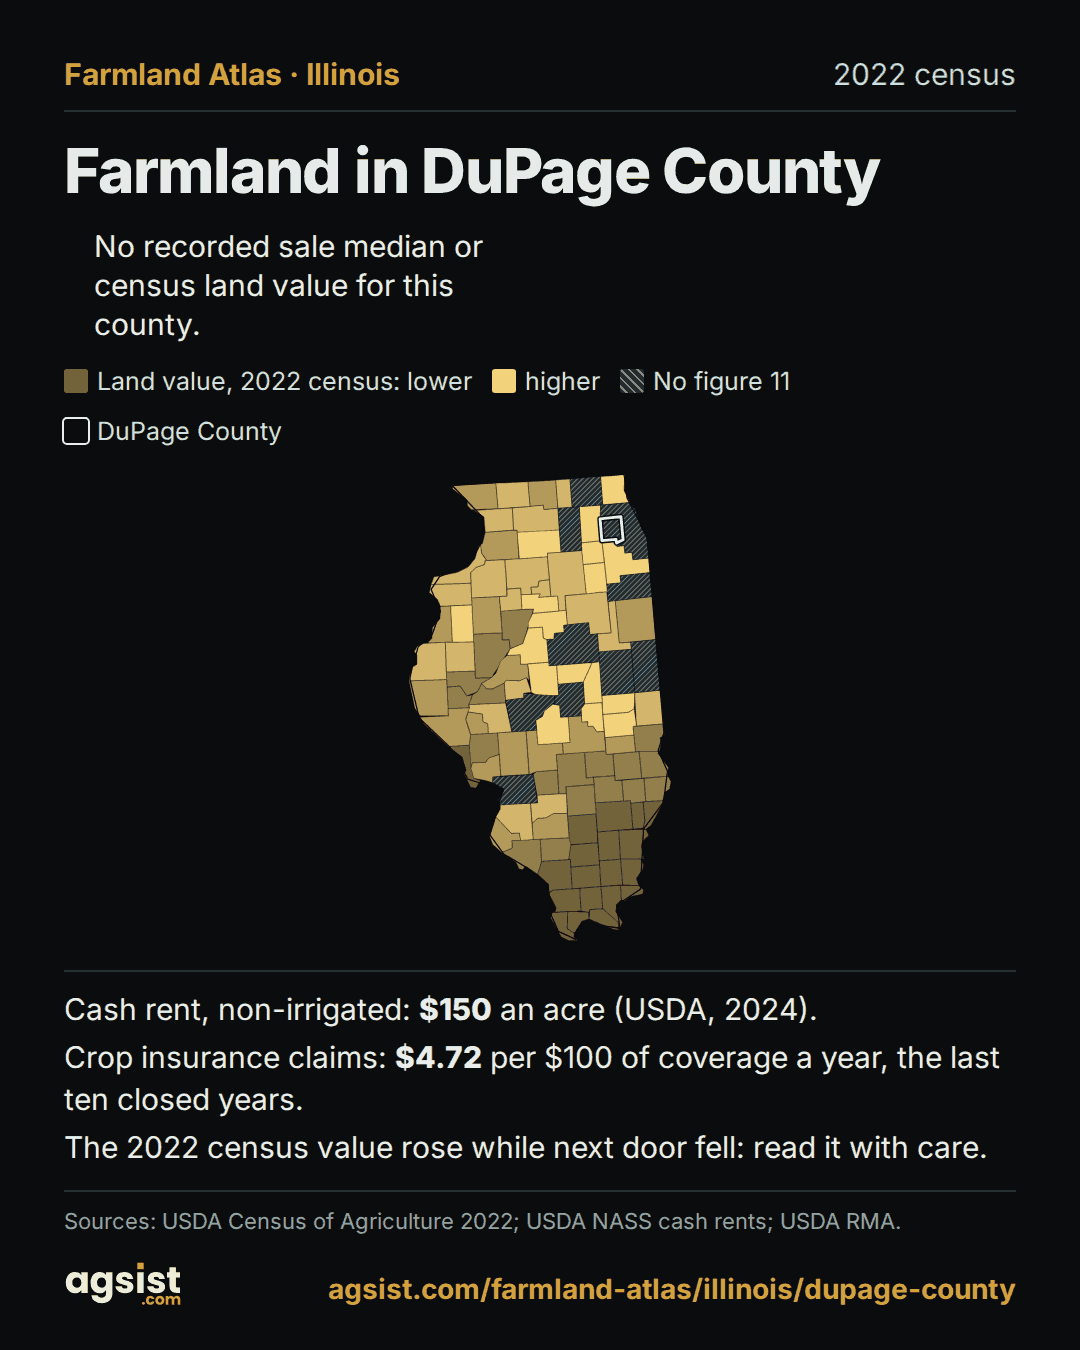 Farmland Atlas · Illinois
2022 census
Farmland in DuPage County
No recorded sale median or
census land value for this
county.
Land value, 2022 census: lower
higher
No figure 11
DuPage County
Cash rent, non-irrigated: $150 an acre (USDA, 2024).
Crop insurance claims: $4.72 per $100 of coverage a year, the last
ten closed years.
The 2022 census value rose while next door fell: read it with care.
Sources: USDA Census of Agriculture 2022; USDA NASS cash rents; USDA RMA.
agsist
.com
agsist.com/farmland-atlas/illinois/dupage-county